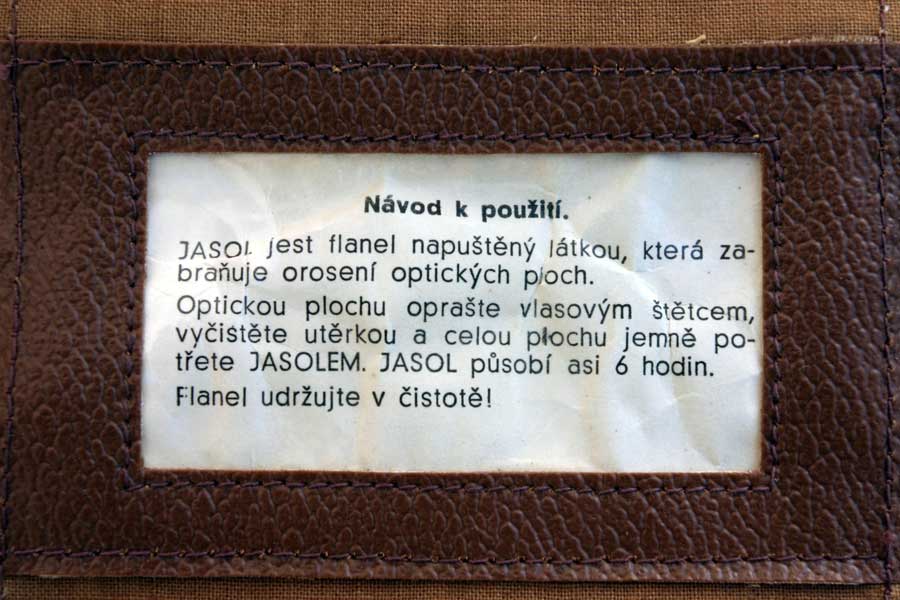 Návod k použití.
JASOL jest flanel napuštěný látkou, která za-
braňuje orosení optických ploch.
Optickou plochu oprašte vlasovým štětcem,
vyčistěte utěrkou a celou plochu jemně po-
třete JASOLEM. JASOL působí asi 6 hodin.
Flanel udržujte v čistotě!